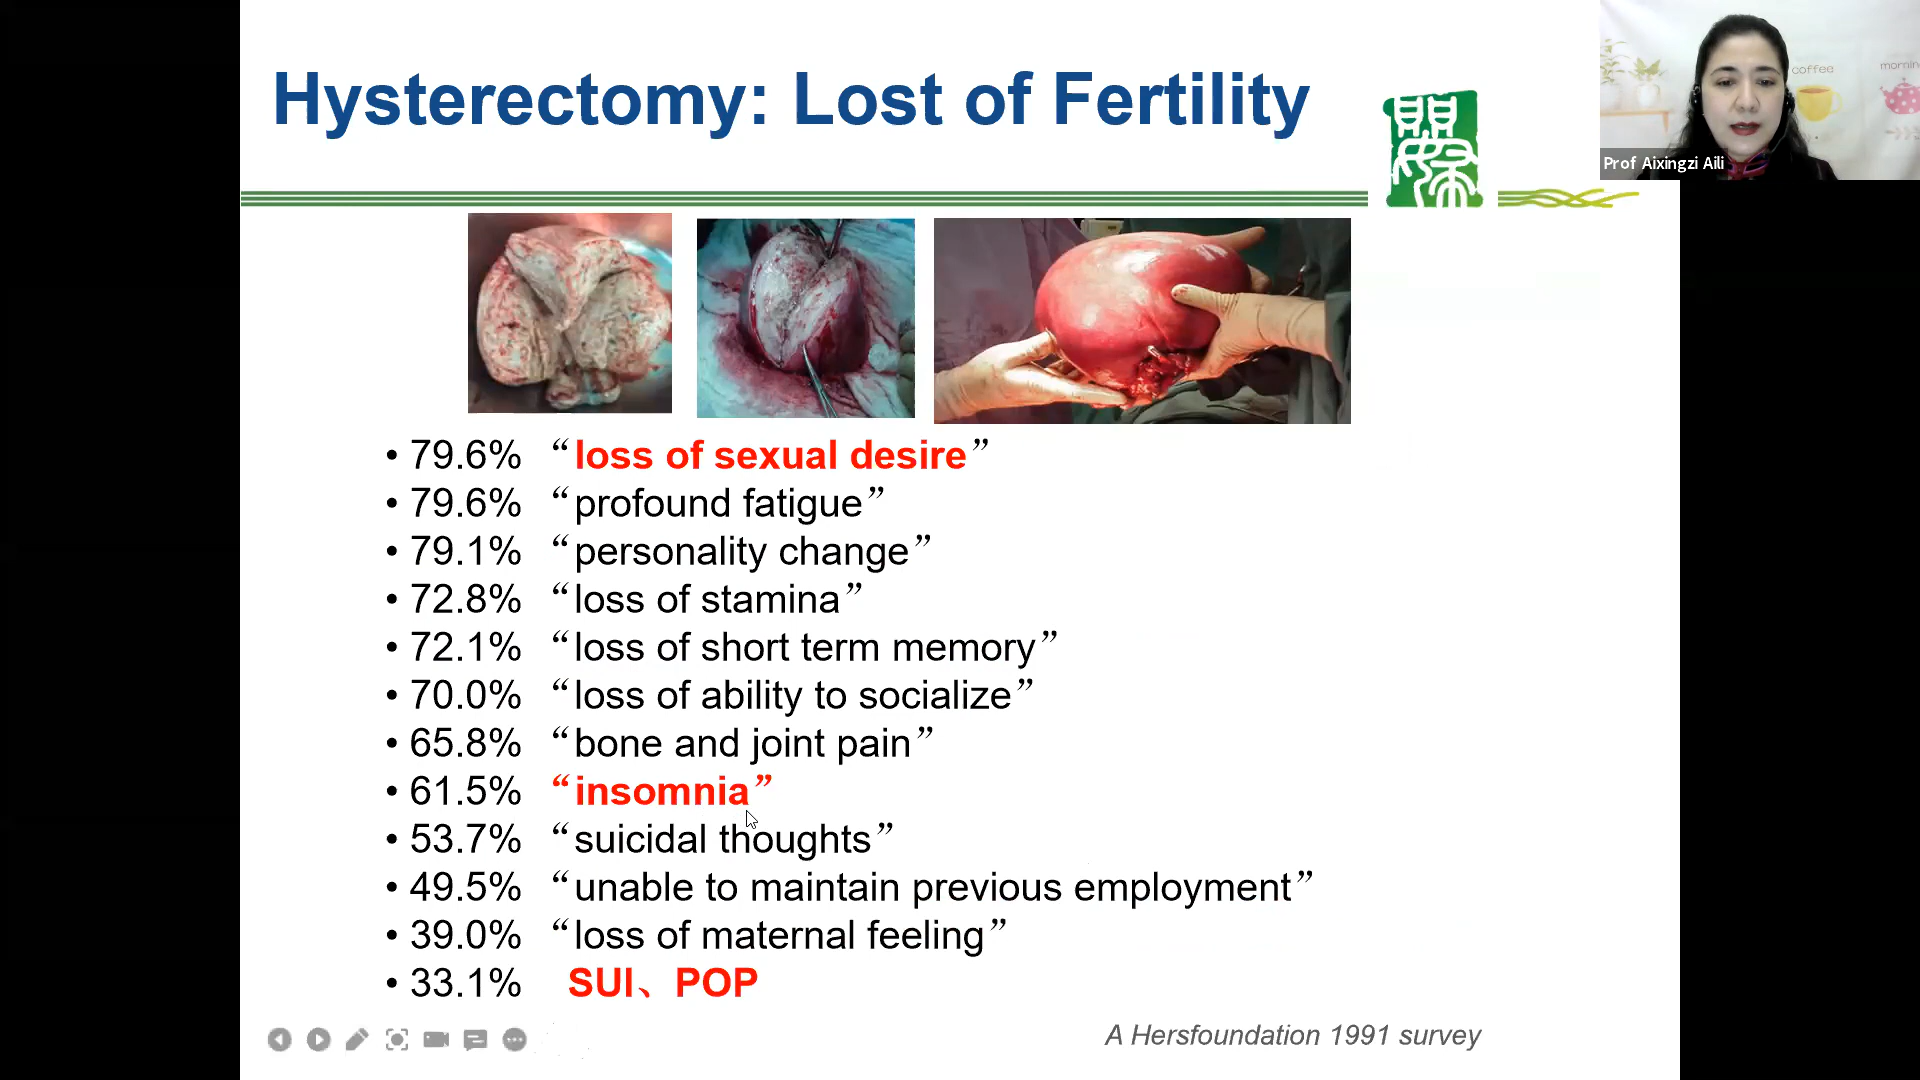 Hysterectomy: Lost of Fertility
coffee
mornin
Prof Aixingzi Aili
• 79.6% “loss of sexual desire”
• 79.6% “profound fatigue”
• 79.1% “personality change”
• 72.8% “loss of stamina”
• 72.1% “loss of short term memory”
• 70.0% “loss of ability to socialize”
• 65.8% “bone and joint pain”
• 61.5% “insomnia”
• 53.7% “suicidal thoughts”
• 49.5% “unable to maintain previous employment”
• 39.0% “loss of maternal feeling”
• 33.1% SUI、POP
A Hersfoundation 1991 survey